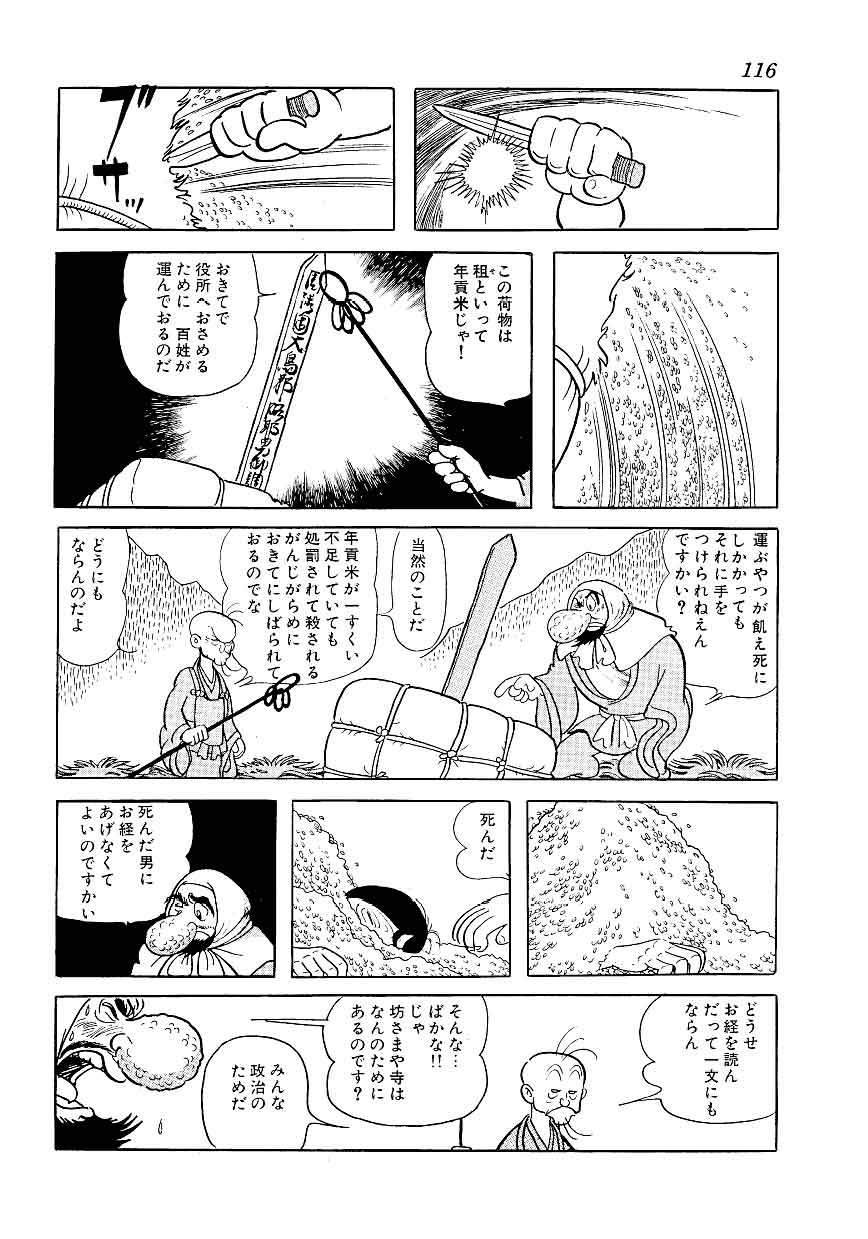 116
ブザ
この荷物は
租といって
年貢米じゃ!
おきてで
役所へおさめる
ために 百姓が
運んでおるのだ
運ぶやつが飢え死に
しかかっても
それに手を
つけられねえん
ですかい?
当然のことだ
年貢米が一すくい
不足していても
処罰されて殺される
がんじがらめに
おきてにしばられて
おるのでな
どうにも
ならんのだよ
死んだ
死んだ男に
お経を
あげなくて
よいのですかい
どうせ
お経を読ん
だって一文にも
ならん
そんな…
ばかな!!
じゃ
坊さまや寺は
なんのために
あるのです?
みんな
政治の
ためだ